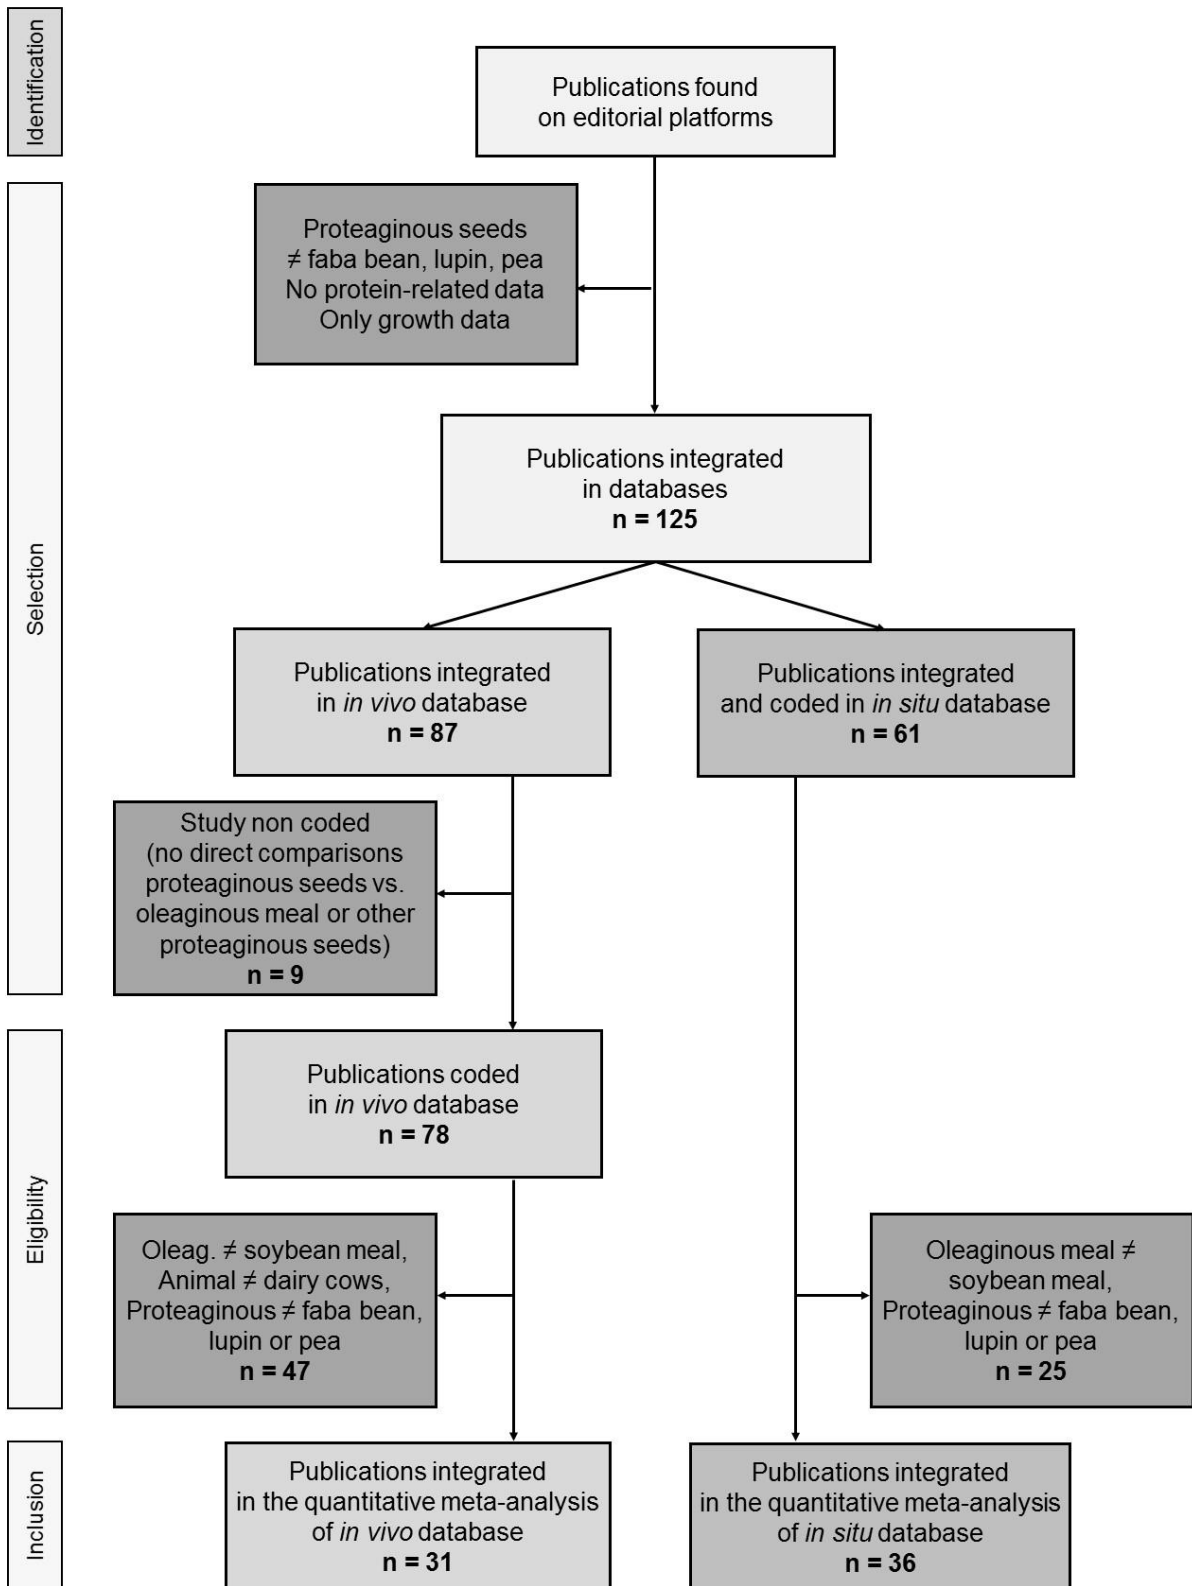 Identification
Publications found
on editorial platforms
Selection
Proteaginous seeds
≠ faba bean, lupin, pea
No protein-related data
Only growth data
Publications integrated
in databases
n = 125
Publications integrated
in in vivo database
n = 87
Publications integrated
and coded in in situ database
n = 61
Study non coded
(no direct comparisons
proteaginous seeds vs.
oleaginous meal or other
proteaginous seeds)
n = 9
Eligibility
Publications coded
in in vivo database
n = 78
Oleag. ≠ soybean meal,
Animal ≠ dairy cows,
Proteaginous ≠ faba bean,
lupin or pea
n = 47
Oleaginous meal ≠
soybean meal,
Proteaginous ≠ faba bean,
lupin or pea
n = 25
Inclusion
Publications integrated
in the quantitative meta-analysis
of in vivo database
n = 31
Publications integrated
in the quantitative meta-analysis
of in situ database
n = 36